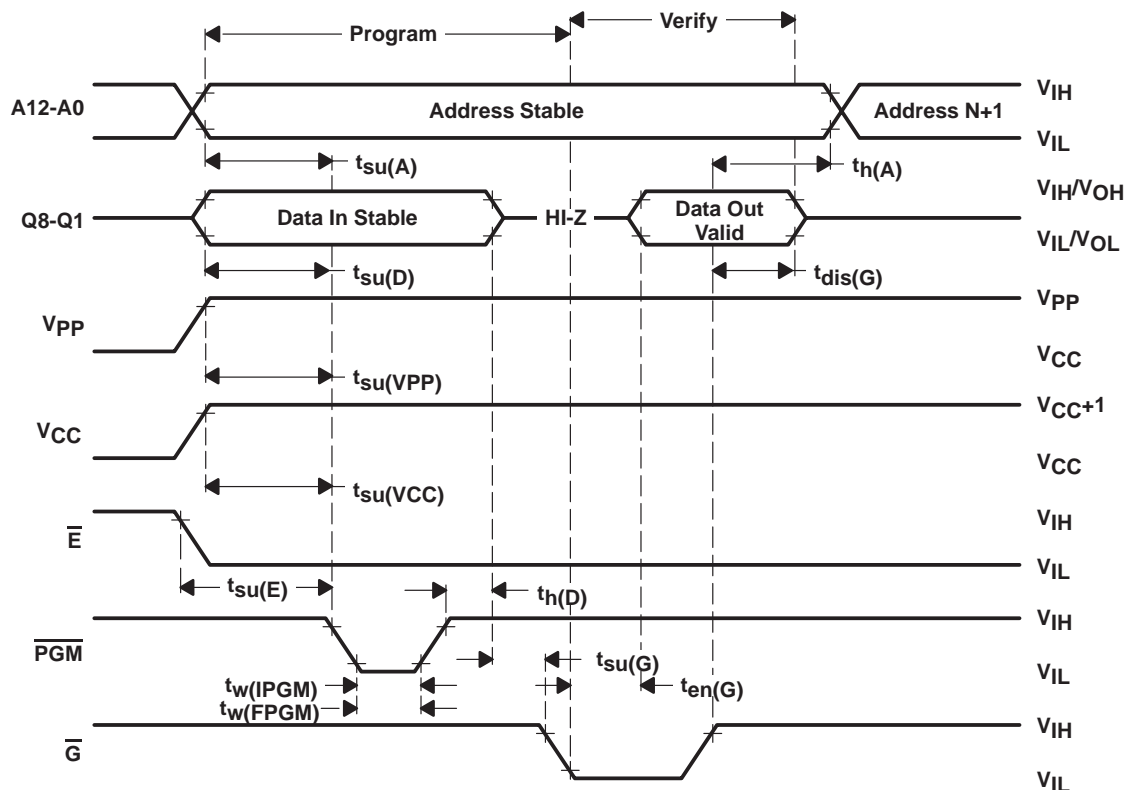 Program
Verify
A12-A0
Address Stable
Address N+1
VIH
VIL
tsu(A)
th(A)
Q8-Q1
Data In Stable
HI-Z
Data Out
Valid
VIH/VOH
VIL/VOL
tsu(D)
tdis(G)
VPP
VPP
VCC
tsu(VPP)
VCC
VCC+1
VCC
tsu(VCC)
E
VIH
VIL
tsu(E)
th(D)
PGM
VIH
VIL
tsu(G)
tw(IPGM)
ten(G)
tw(FPGM)
G
VIH
VIL